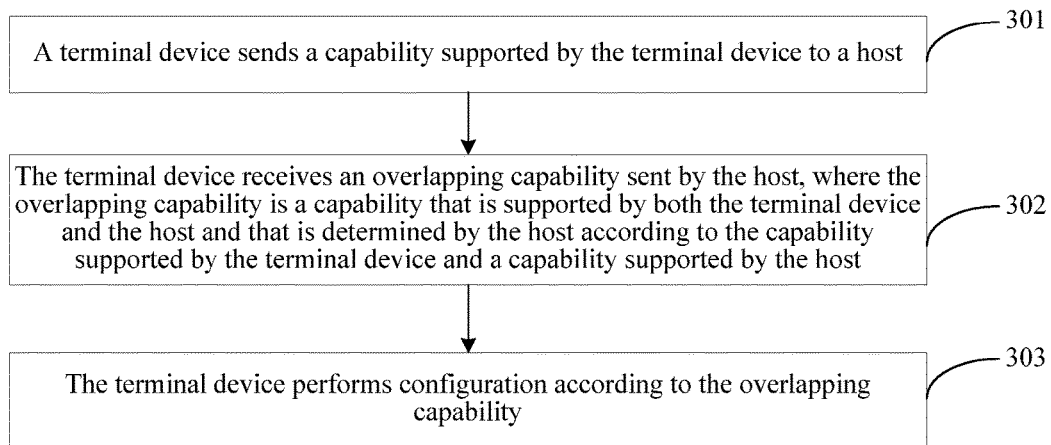 A terminal device sends a capability supported by the terminal device to a host
301
The terminal device receives an overlapping capability sent by the host, where the
overlapping capability is a capability that is supported by both the terminal device
and the host and that is determined by the host according to the capability
supported by the terminal device and a capability supported by the host
302
The terminal device performs configuration according to the overlapping
capability
303